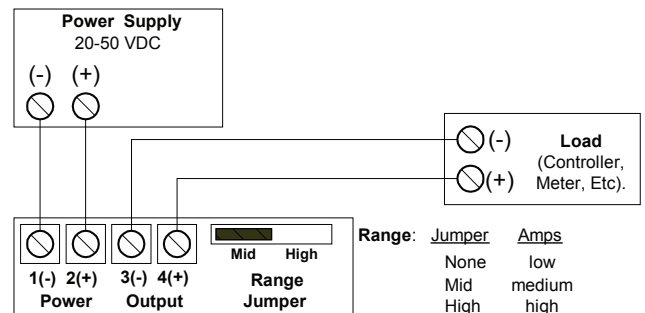 Power Supply
20-50 VDC
(-) (+)
(-) Load
(Controller,
(+) Meter, Etc).
Mid High
1(-) 2(+) 3(-) 4(+)
Power Output
Range
Jumper
Range: Jumper Amps
None low
Mid medium
High high